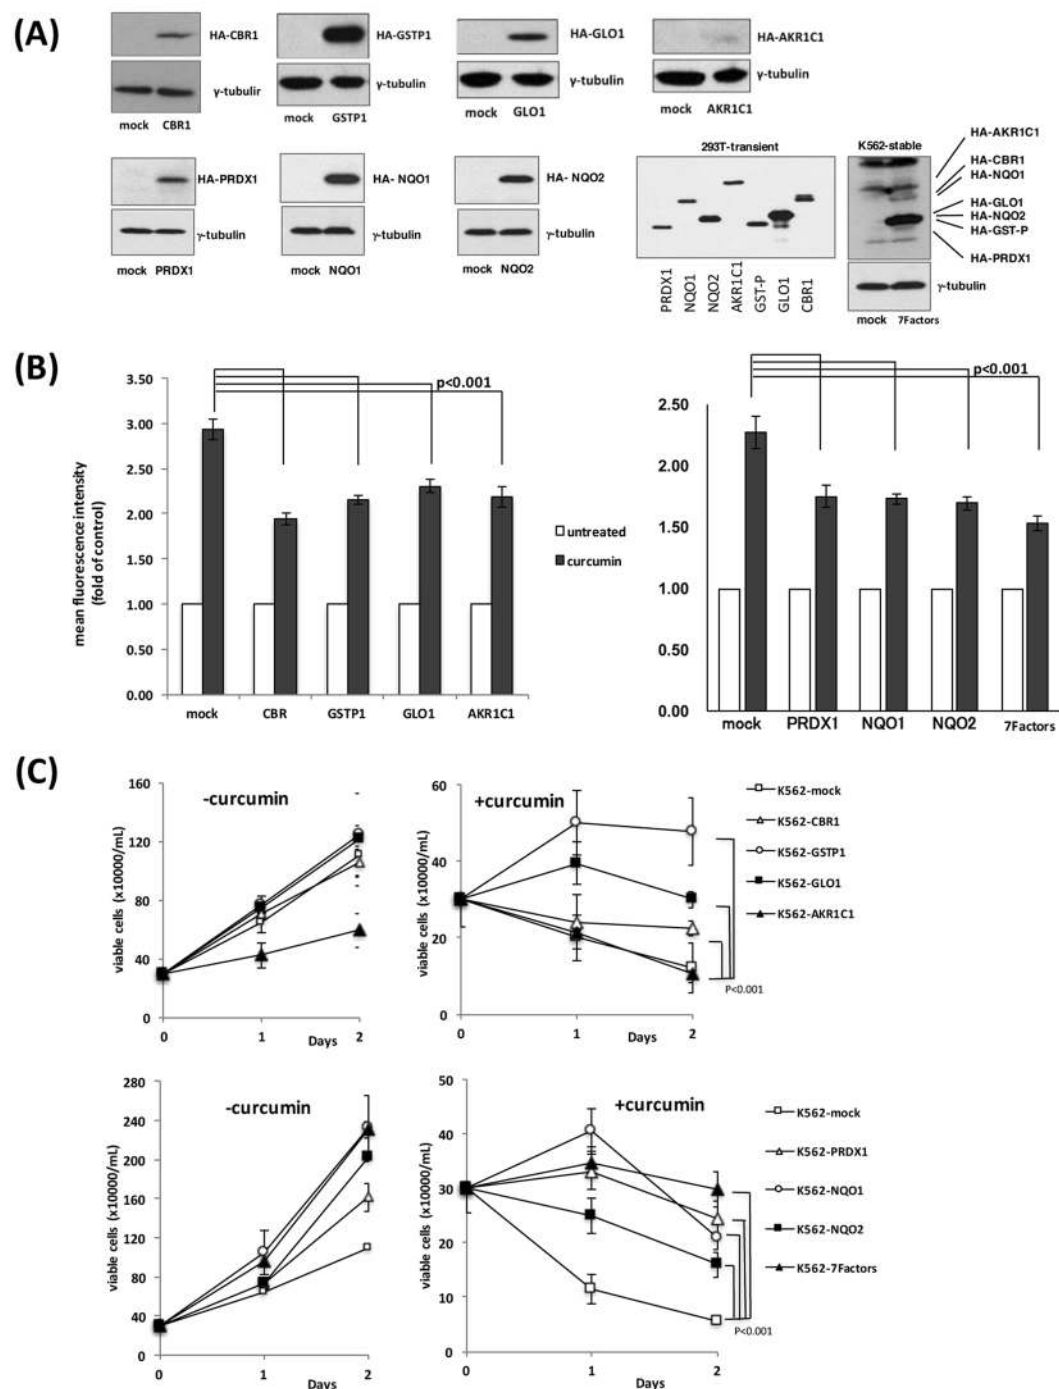 (A)
HA-CBR1
γ-tubulir
mock CBR1
HA-GSTP1
γ-tubulin
mock GSTP1
HA-GLO1
γ-tubulin
mock GLO1
HA-AKR1C1
γ-tubulin
mock AKR1C1
HA-PRDX1
γ-tubulin
mock PRDX1
HA- NQO1
γ-tubulin
mock NQO1
HA- NQO2
γ-tubulin
mock NQO2
293T-transient
PRDX1
NQO1
NQO2
AKR1C1
GST-P
GLO1
CBR1
K562-stable
HA-AKR1C1
HA-CBR1
HA-NQO1
HA-GLO1
HA-NQO2
HA-GST-P
HA-PRDX1
γ-tubulin
mock 7Factors
(B)
mean fluorescence intensity
(fold of control)
3.50
3.00
2.50
2.00
1.50
1.00
0.50
0.00
p<0.001
mock CBR GSTP1 GLO1 AKR1C1
untreated
curcumin
p<0.001
2.50
2.00
1.50
1.00
0.50
0.00
mock PRDX1 NQO1 NQO2 7Factors
(C)
-curcumin
viable cells (x10000/mL)
160
120
80
40
0
0 1 Days 2
+curcumin
viable cells (x10000/mL)
60
40
20
0
0 1 Days 2
P<0.001
K562-mock
K562-CBR1
K562-GSTP1
K562-GLO1
K562-AKR1C1
-curcumin
viable cells (x10000/mL)
280
240
200
160
120
80
40
0
0 1 2
Days
+curcumin
viable cells (x10000/mL)
50
40
30
20
10
0
0 1 2
Days
P<0.001
K562-mock
K562-PRDX1
K562-NQO1
K562-NQO2
K562-7Factors